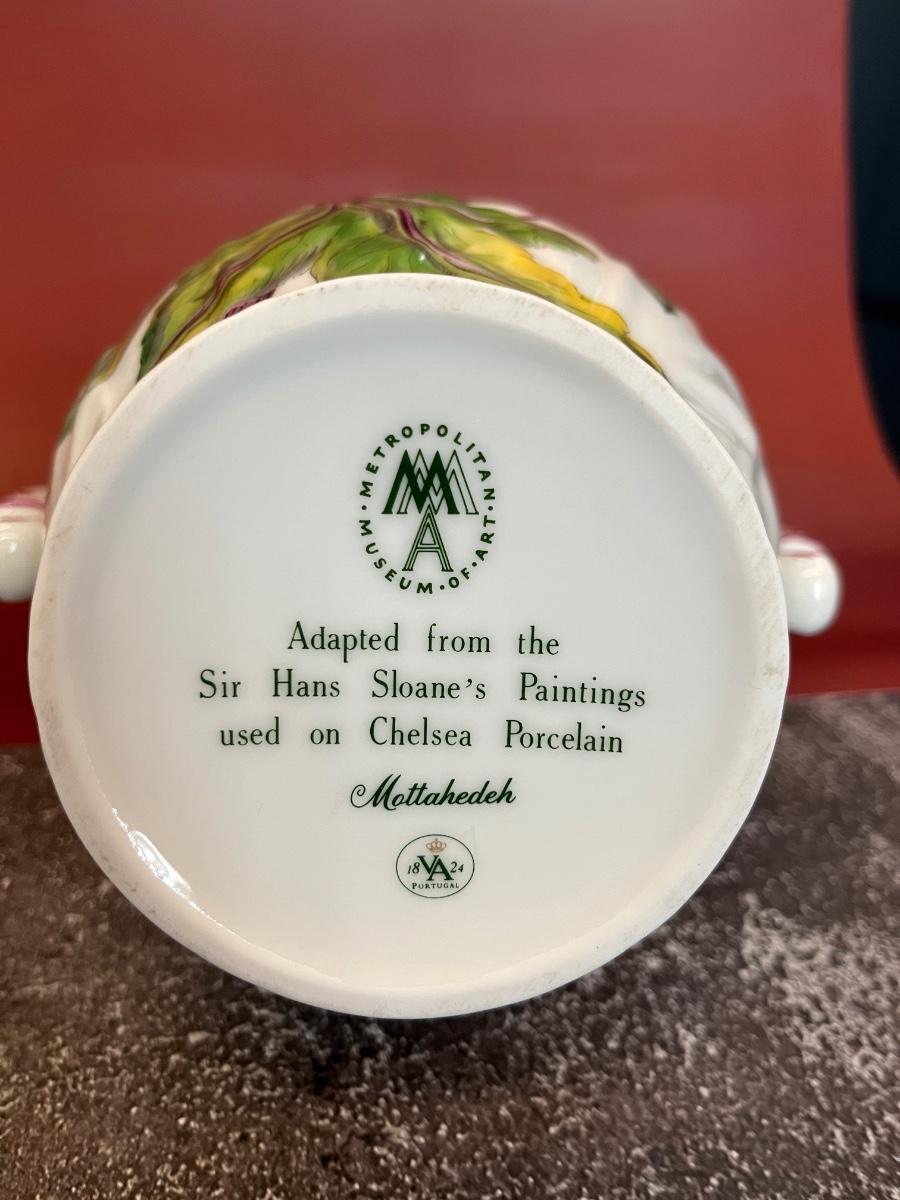 METROPOLITAN · MUSEUM · OF · ART ·
MMA
Adapted from the
Sir Hans Sloane's Paintings
used on Chelsea Porcelain
Mottahedeh
18 VA 24
PORTUGAL